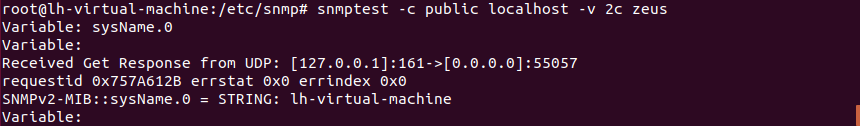 root@lh-virtual-machine:/etc/snmp# snmptest -c public localhost -v 2c zeus
Variable: sysName.0
Variable:
Received Get Response from UDP: [127.0.0.1]:161->[0.0.0.0]:55057
requestid 0x757A612B errstat 0x0 errindex 0x0
SNMPv2-MIB::sysName.0 = STRING: lh-virtual-machine
Variable: